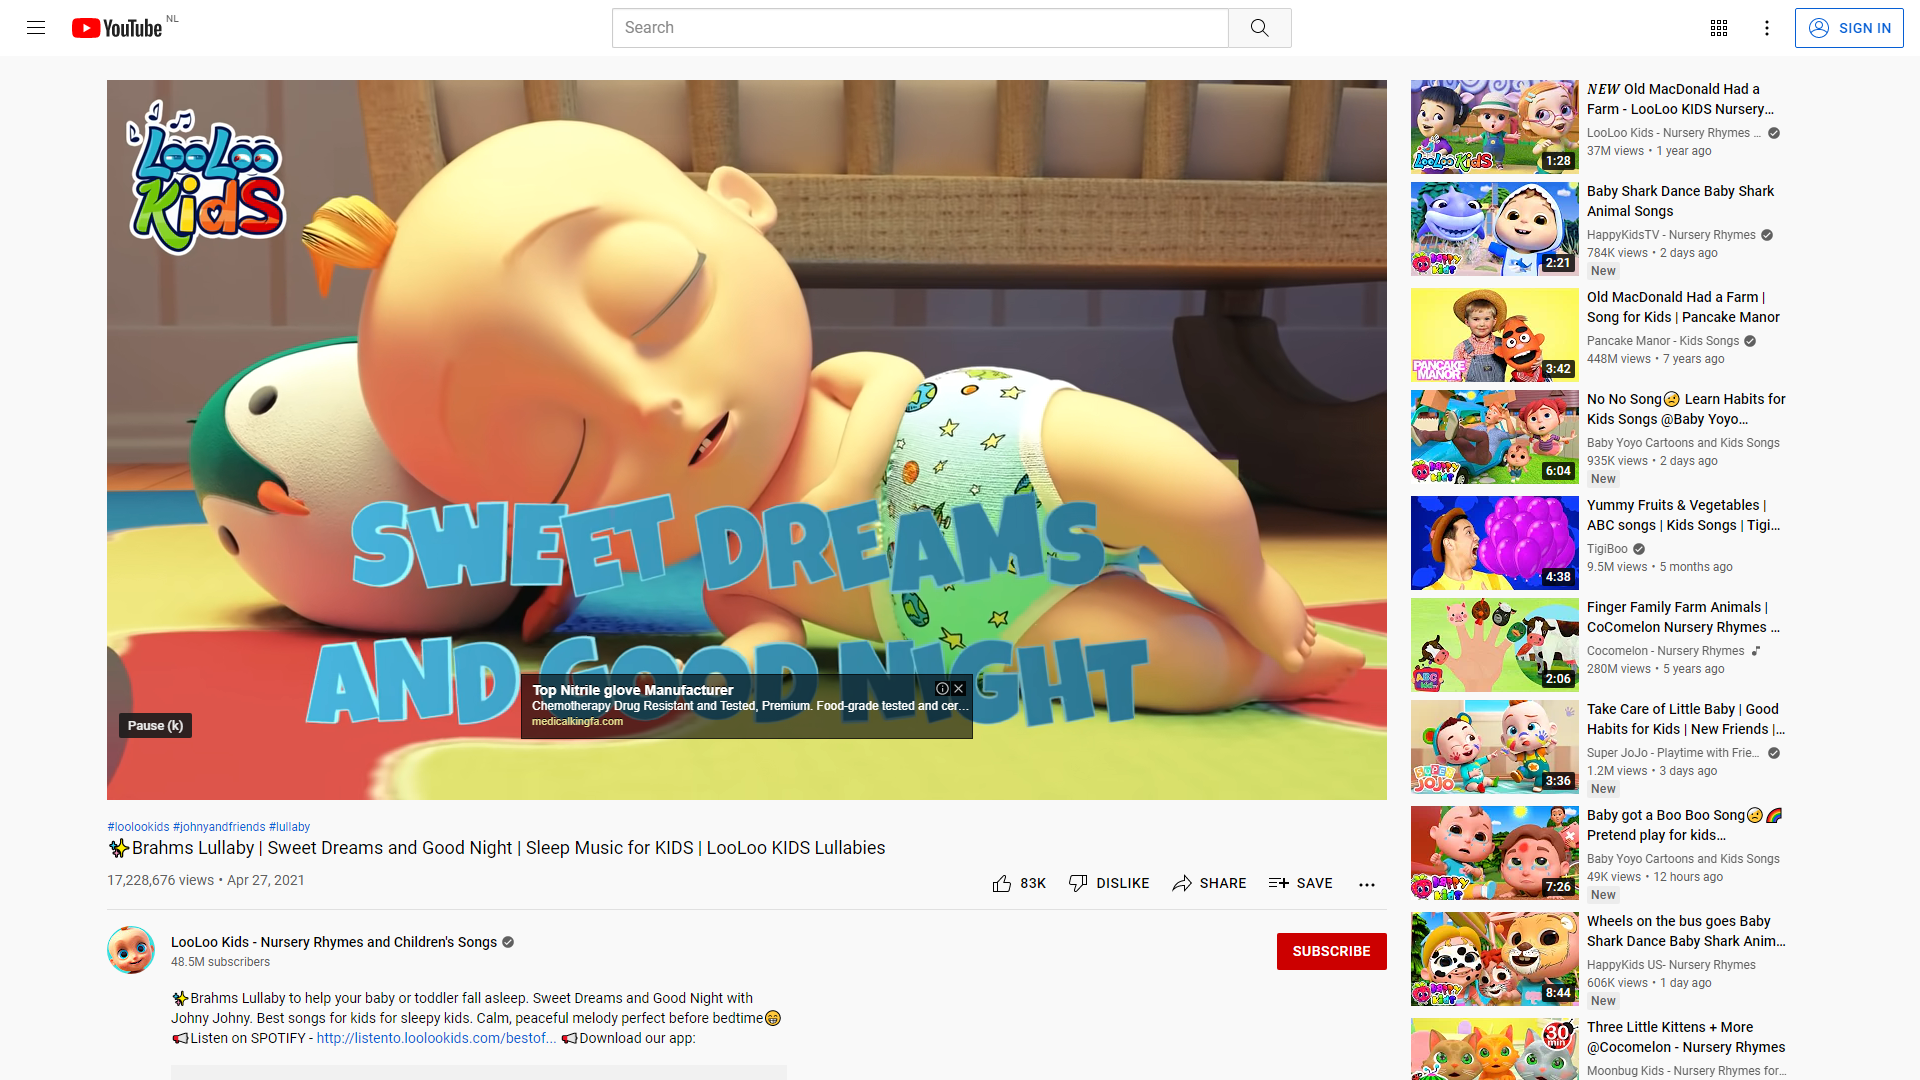 YouTube NL
Search
SIGN IN
LooLoo
KidS
SWEET DREAMS
AND GOOD NIGHT
Top Nitrile glove Manufacturer
Chemotherapy Drug Resistant and Tested, Premium. Food-grade tested and cer...
medicalkingfa.com
Pause (k)
#loolookids #johnyandfriends #lullaby
✨Brahms Lullaby | Sweet Dreams and Good Night | Sleep Music for KIDS | LooLoo KIDS Lullabies
17,228,676 views • Apr 27, 2021
83K
DISLIKE
SHARE
SAVE
LooLoo Kids - Nursery Rhymes and Children's Songs
48.5M subscribers
SUBSCRIBE
✨Brahms Lullaby to help your baby or toddler fall asleep. Sweet Dreams and Good Night with
Johny Johny. Best songs for kids for sleepy kids. Calm, peaceful melody perfect before bedtime😁
📢Listen on SPOTIFY - http://listento.loolookids.com/bestof... 📢Download our app:
LooLoo KidS
1:28
𝑵𝑬𝑾 Old MacDonald Had a
Farm - LooLoo KIDS Nursery...
LooLoo Kids - Nursery Rhymes ...
37M views • 1 year ago
HAPPY KIDS
2:21
Baby Shark Dance Baby Shark
Animal Songs
HappyKidsTV - Nursery Rhymes
784K views • 2 days ago
New
PANCAKE
MANOR
3:42
Old MacDonald Had a Farm |
Song for Kids | Pancake Manor
Pancake Manor - Kids Songs
448M views • 7 years ago
HAPPY KIDS
6:04
No No Song😥 Learn Habits for
Kids Songs @Baby Yoyo...
Baby Yoyo Cartoons and Kids Songs
935K views • 2 days ago
New
4:38
Yummy Fruits & Vegetables |
ABC songs | Kids Songs | Tigi...
TigiBoo
9.5M views • 5 months ago
ABC
kidtv
2:06
Finger Family Farm Animals |
CoComelon Nursery Rhymes ...
Cocomelon - Nursery Rhymes
280M views • 5 years ago
SUPER
JOJO
3:36
Take Care of Little Baby | Good
Habits for Kids | New Friends |...
Super JoJo - Playtime with Frie...
1.2M views • 3 days ago
New
HAPPY KIDS
7:26
Baby got a Boo Boo Song😥🌈
Pretend play for kids...
Baby Yoyo Cartoons and Kids Songs
49K views • 12 hours ago
New
HAPPY KIDS
8:44
Wheels on the bus goes Baby
Shark Dance Baby Shark Anim...
HappyKids US- Nursery Rhymes
606K views • 1 day ago
New
30
min
Three Little Kittens + More
@Cocomelon - Nursery Rhymes
Moonbug Kids - Nursery Rhymes for...